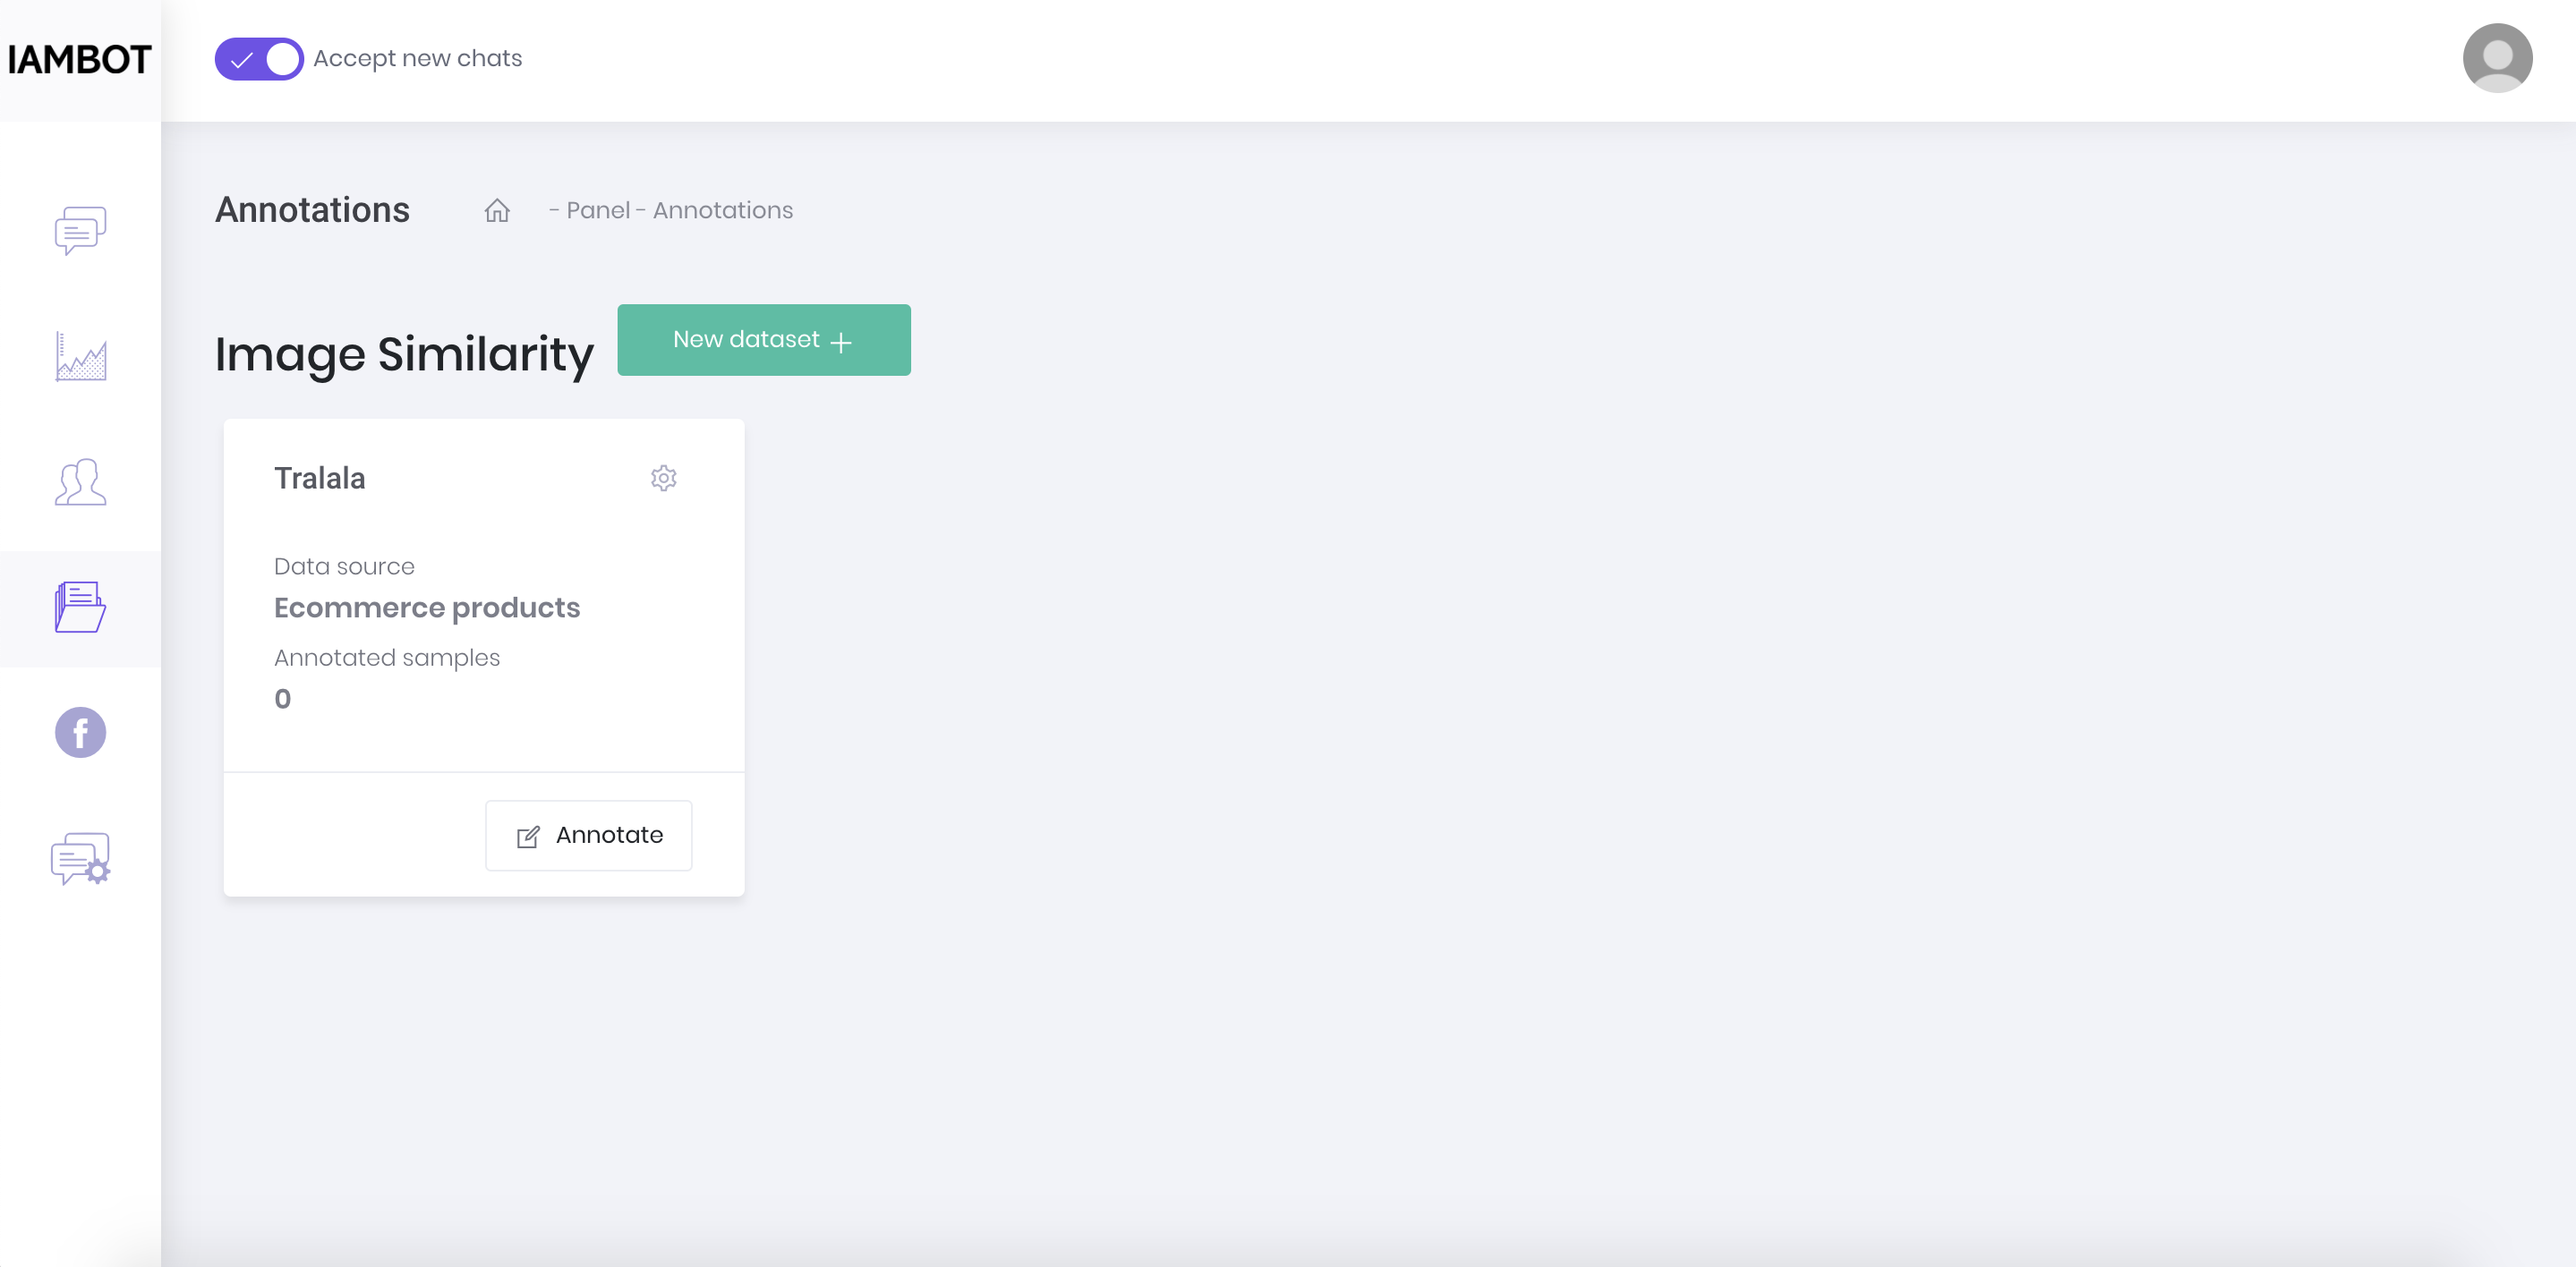 IAMBOT
Accept new chats
Annotations
- Panel - Annotations
Image Similarity
New dataset +
Tralala
Data source
Ecommerce products
Annotated samples
0
Annotate